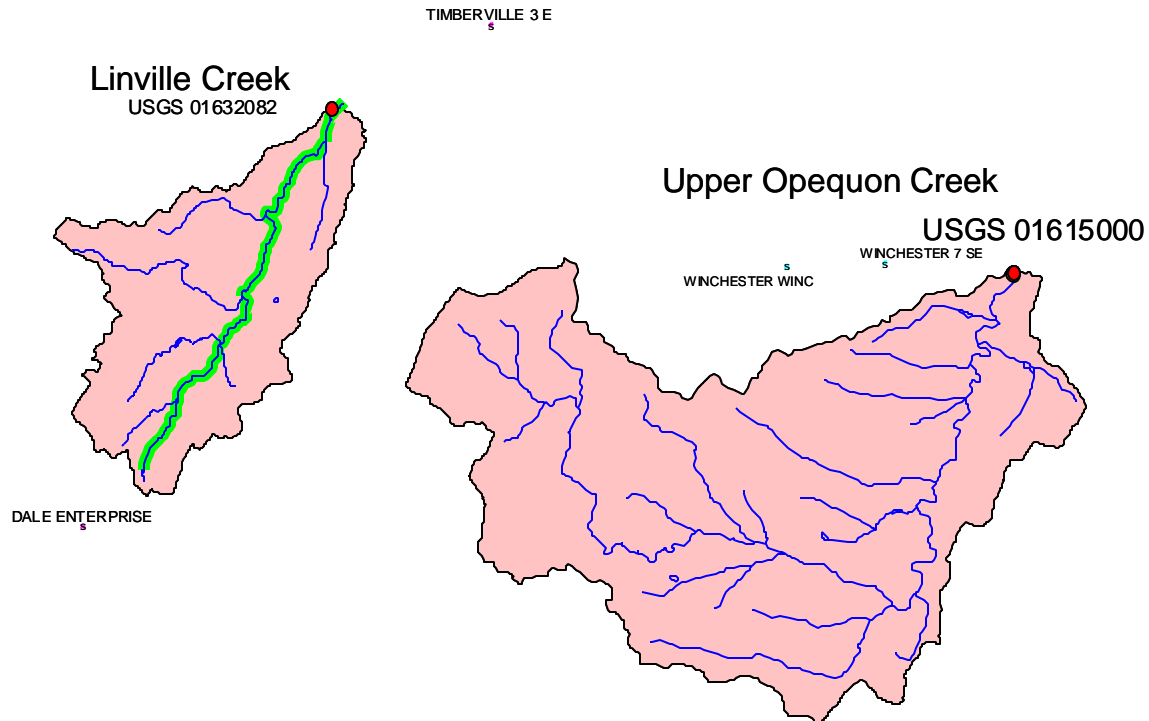 TIMBERVILLE 3 E
s
Linville Creek
USGS 01632082
Upper Opequon Creek
USGS 01615000
WINCHESTER 7 SE
s
s
WINCHESTER WINC
DALE ENTERPRISE
s